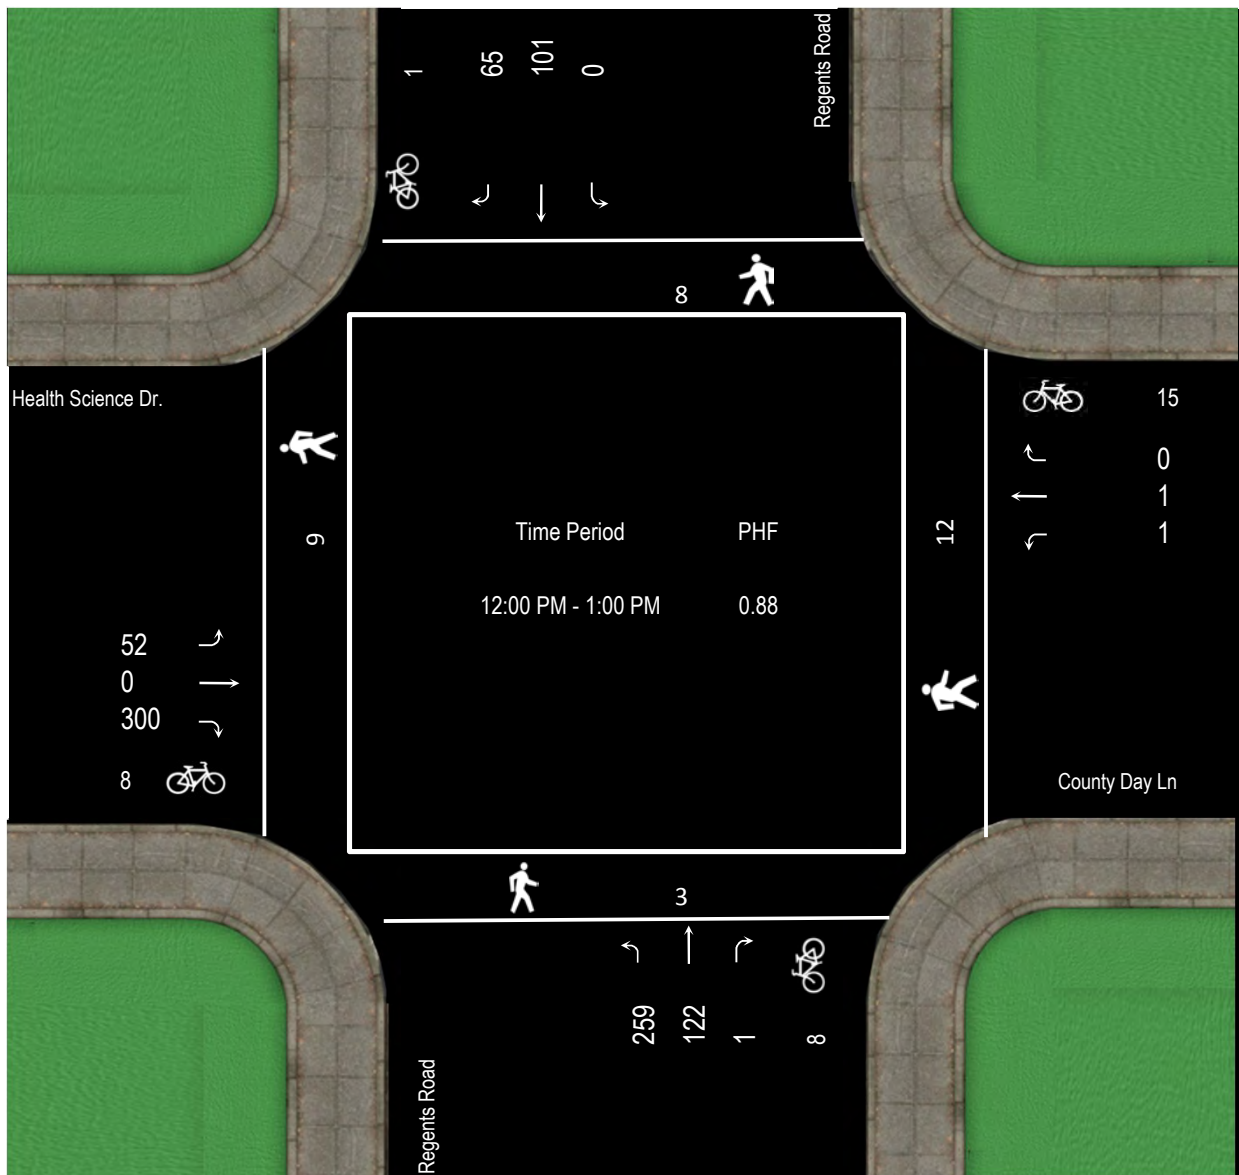 1 65 101 0
Regents Road
8
Health Science Dr.
15
0
1
1
9
12
Time Period PHF
12:00 PM - 1:00 PM 0.88
52
0
300
8
County Day Ln
3
259 122 1 8
Regents Road